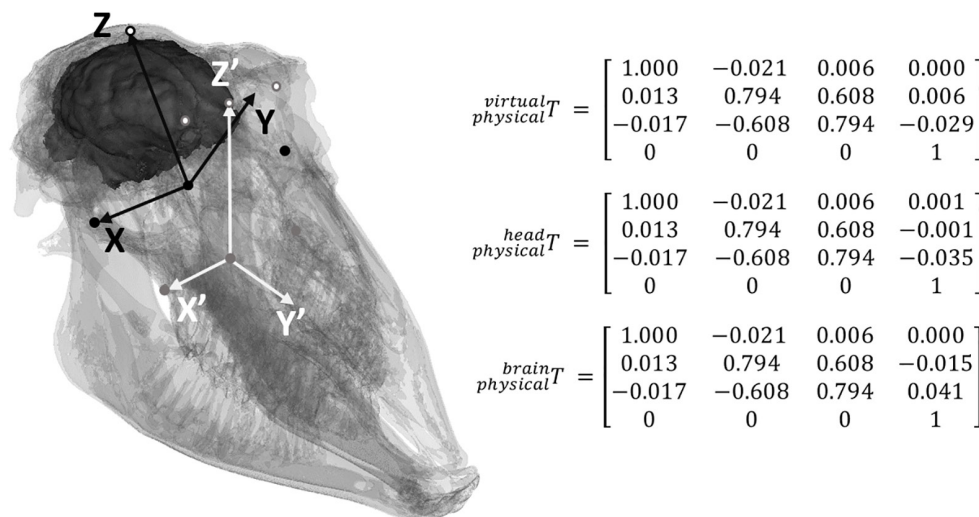 Z
Z'
Y
X
X'
Y'
virtual
physical T =
1.000 −0.021 0.006 0.000
0.013 0.794 0.608 0.006
−0.017 −0.608 0.794 −0.029
0 0 0 1
head
physical T =
1.000 −0.021 0.006 0.001
0.013 0.794 0.608 −0.001
−0.017 −0.608 0.794 −0.035
0 0 0 1
brain
physical T =
1.000 −0.021 0.006 0.000
0.013 0.794 0.608 −0.015
−0.017 −0.608 0.794 0.041
0 0 0 1